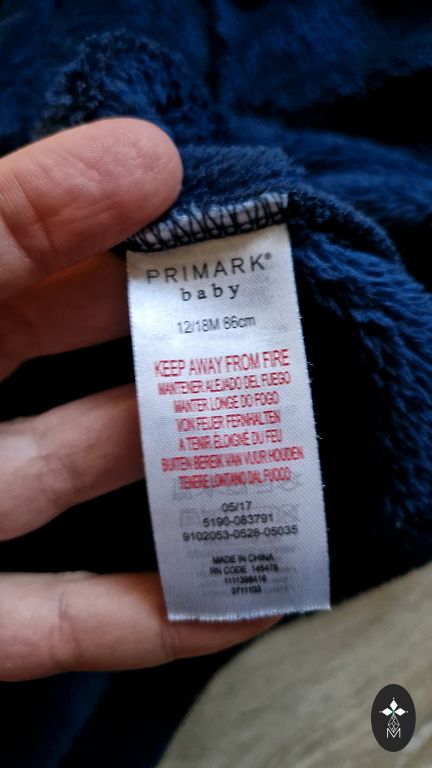 PRIMARK®
baby
12/18M 86cm
KEEP AWAY FROM FIRE
MANTENER ALEJADO DEL FUEGO
MANTER LONGE DO FOGO
VON FEUER FERNHALTEN
A TENIR ÉLOIGNÉ DU FEU
BUITEN BEREIK VAN VUUR HOUDEN
TENERE LONTANO DAL FUOCO
05/17
5190-083791
9102053-0528-05035
MADE IN CHINA
RN CODE 145478
1111398416
3711103
M